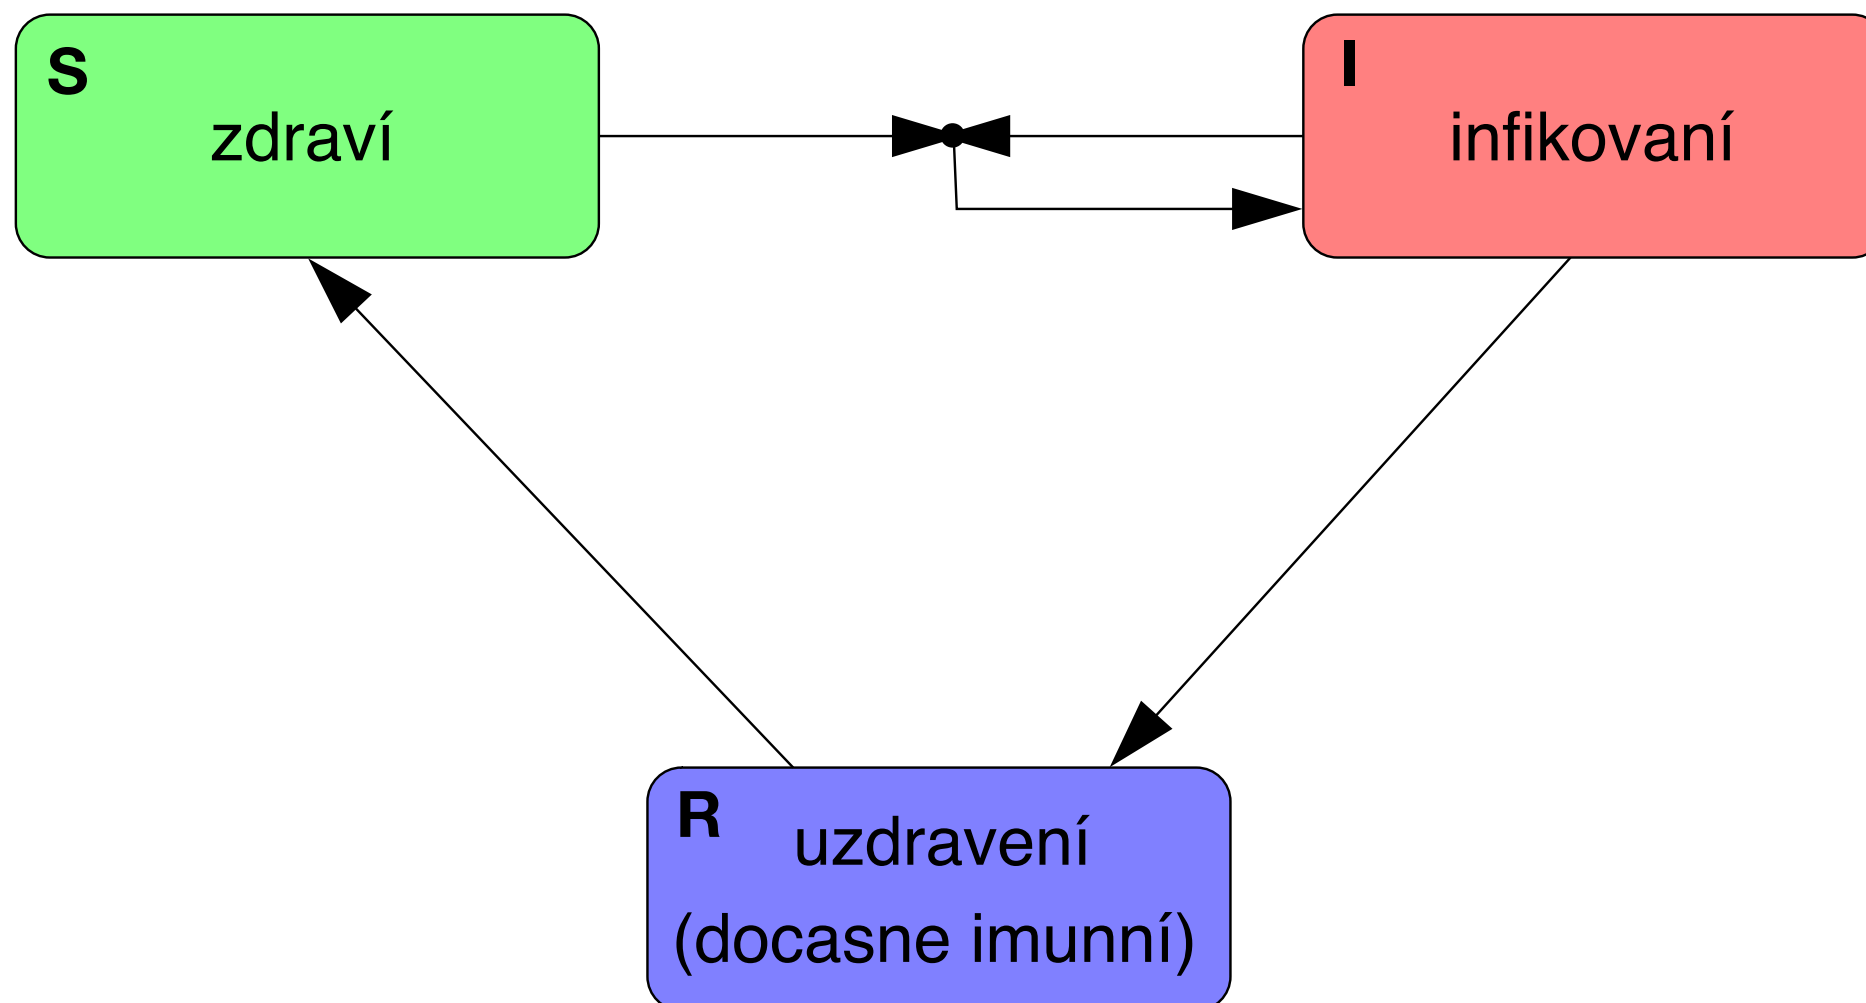 S
zdraví
I
infikovaní
R
uzdravení
(docasne imunní)